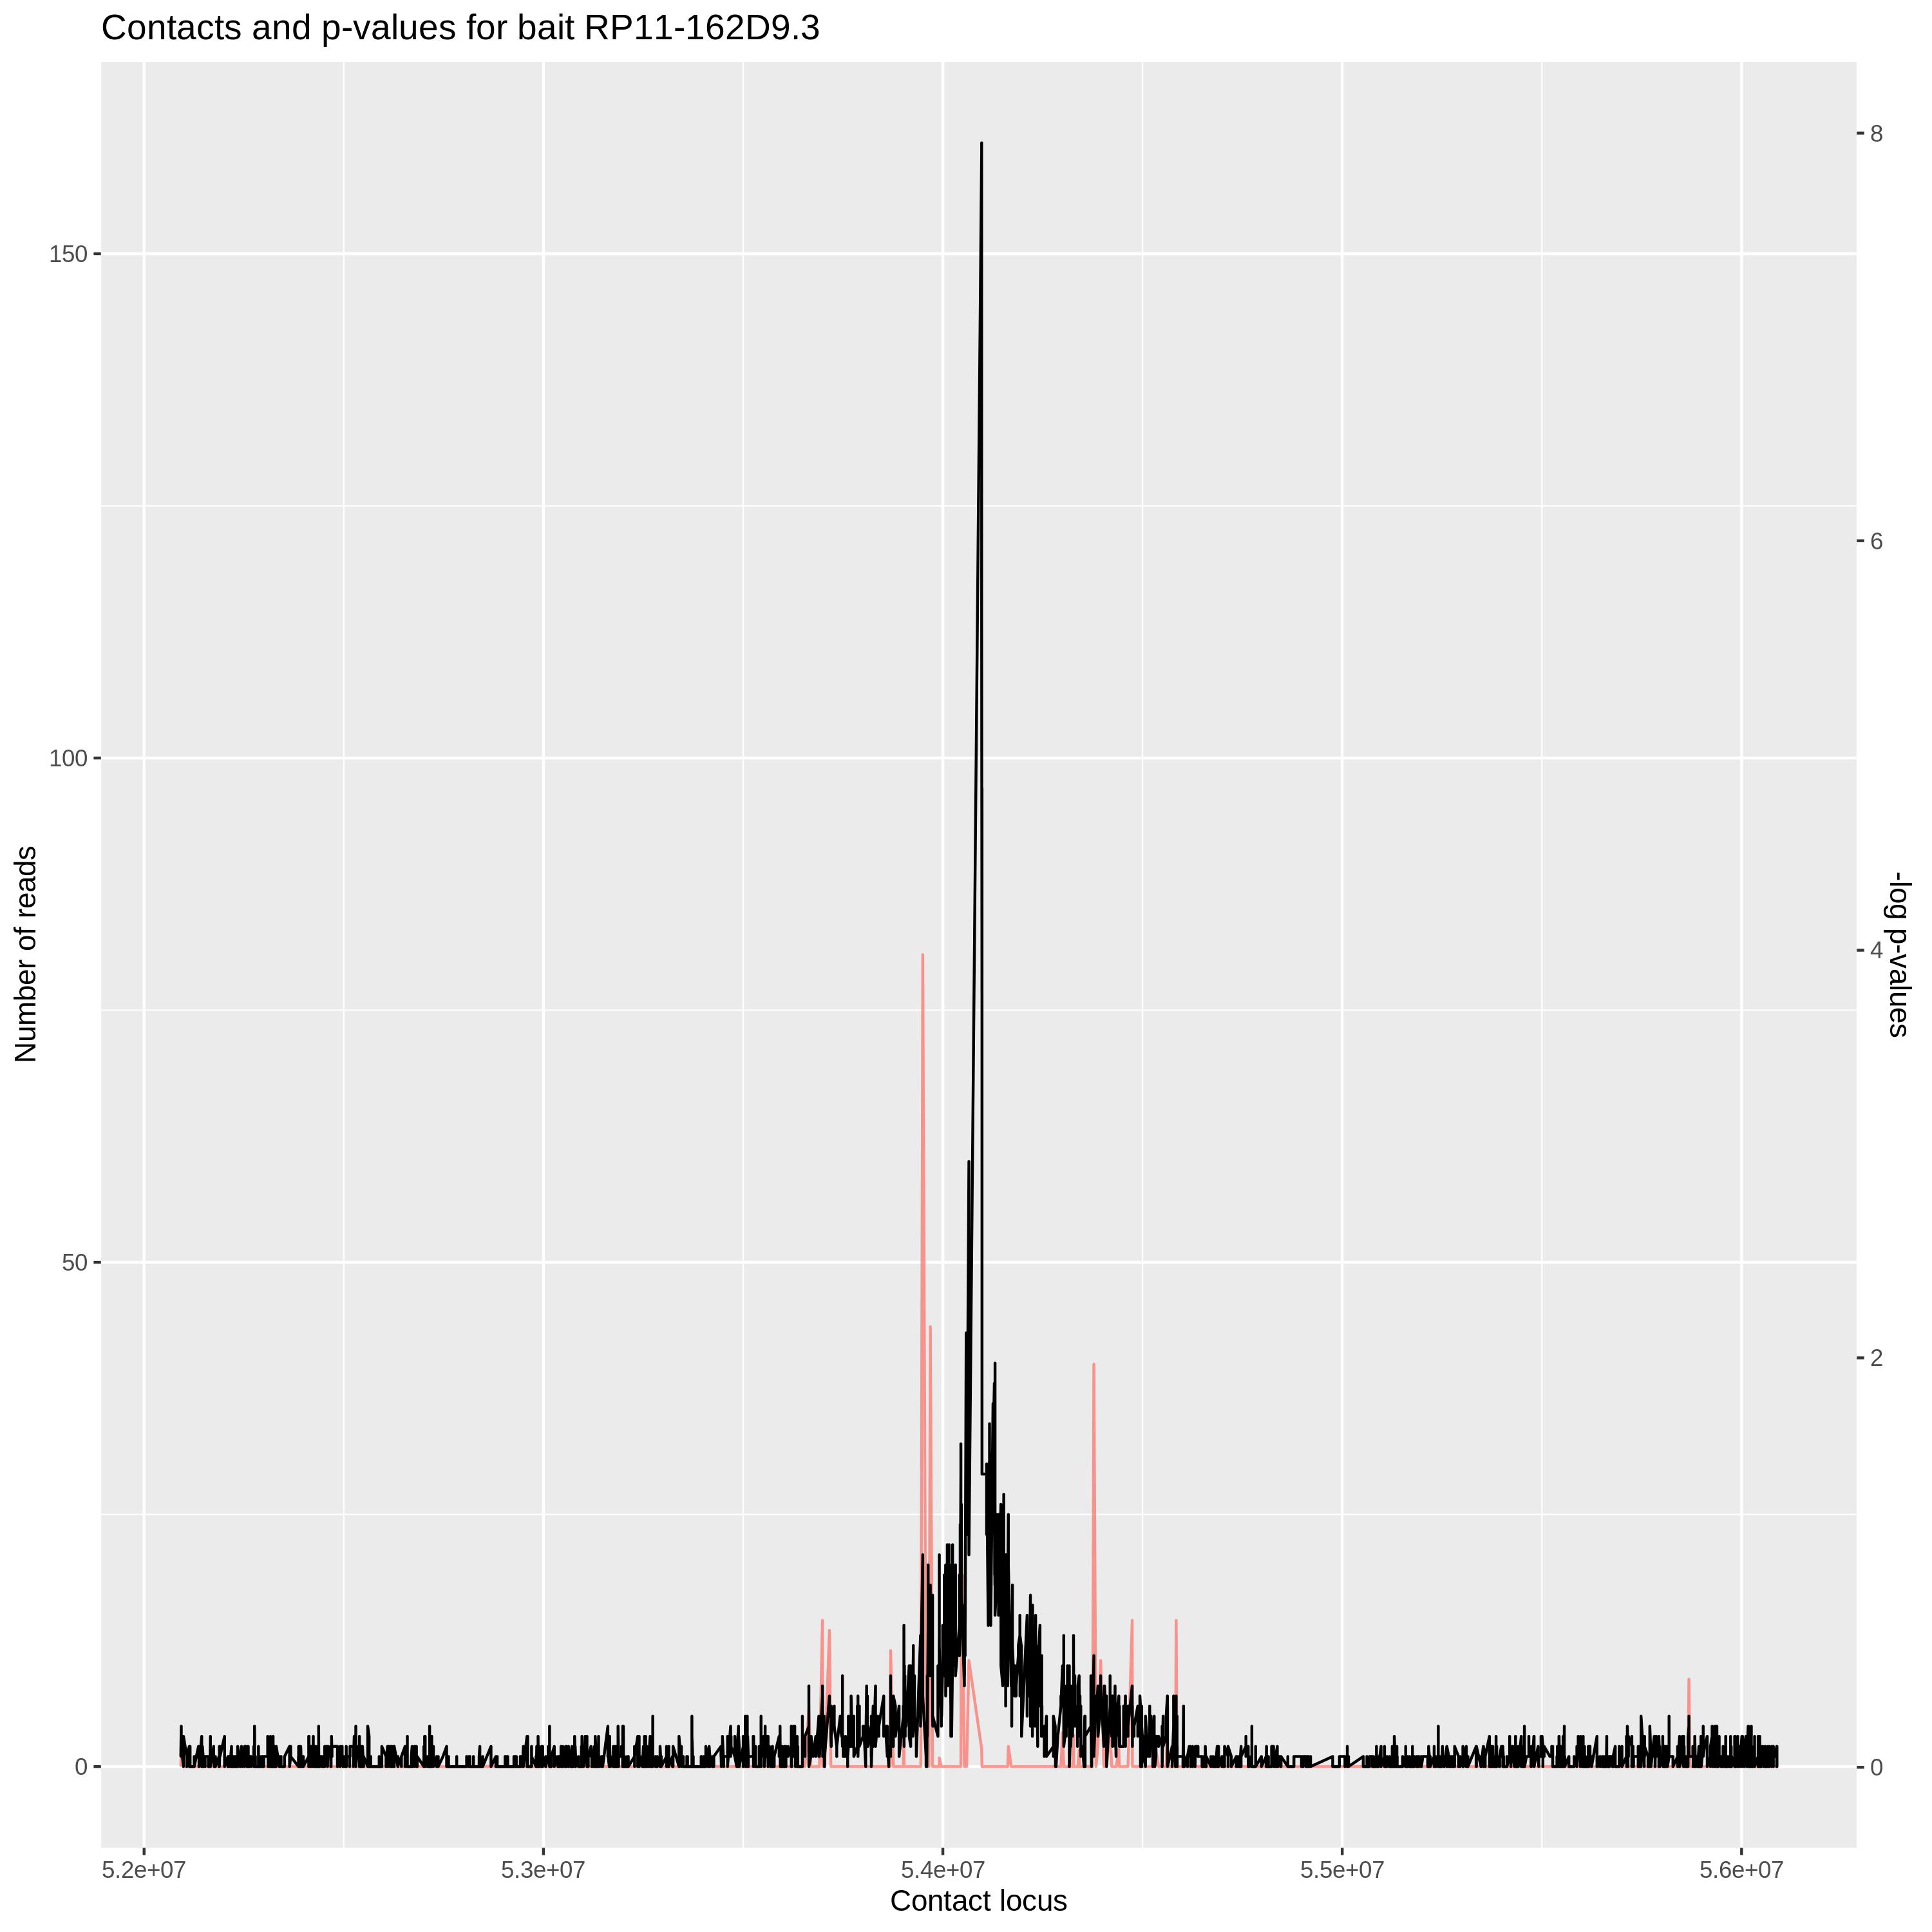 Contacts and p-values for bait RP11-162D9.3
150
100
50
0
8
6
4
2
0
Number of reads
-log p-values
5.2e+07 5.3e+07 5.4e+07 5.5e+07 5.6e+07
Contact locus